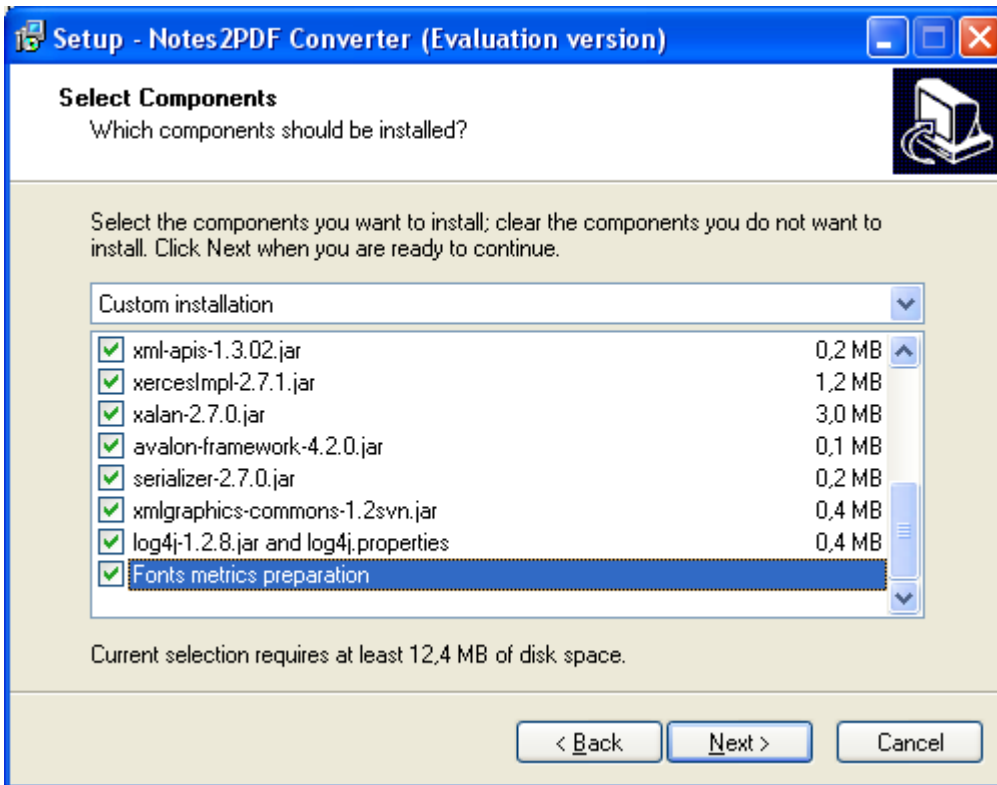 Setup - Notes2PDF Converter (Evaluation version)
Select Components
Which components should be installed?
Select the components you want to install; clear the components you do not want to
install. Click Next when you are ready to continue.
Custom installation
xml-apis-1.3.02.jar 0,2 MB
xercesImpl-2.7.1.jar 1,2 MB
xalan-2.7.0.jar 3,0 MB
avalon-framework-4.2.0.jar 0,1 MB
serializer-2.7.0.jar 0,2 MB
xmlgraphics-commons-1.2svn.jar 0,4 MB
log4j-1.2.8.jar and log4j.properties 0,4 MB
Fonts metrics preparation
Current selection requires at least 12,4 MB of disk space.
< Back Next > Cancel